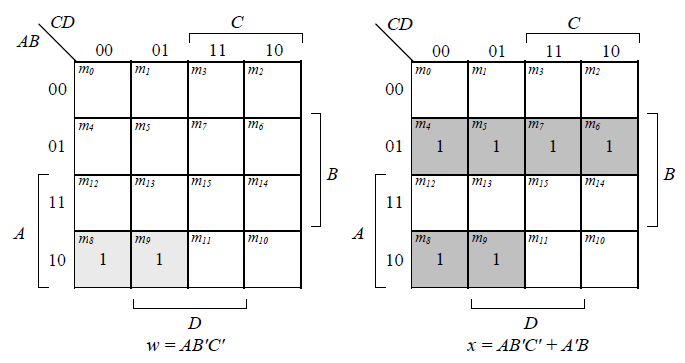 CD C CD C
AB 00 01 11 10 AB 00 01 11 10
00 m0 m1 m3 m2 00 m0 m1 m3 m2
01 m4 m5 m7 m6 01 m4 1 m5 1 m7 1 m6 1
B B
11 m12 m13 m15 m14 11 m12 m13 m15 m14
A A
10 m8 1 m9 1 m11 m10 10 m8 1 m9 1 m11 m10
D D
w = AB′C′ x = AB′C′ + A′B